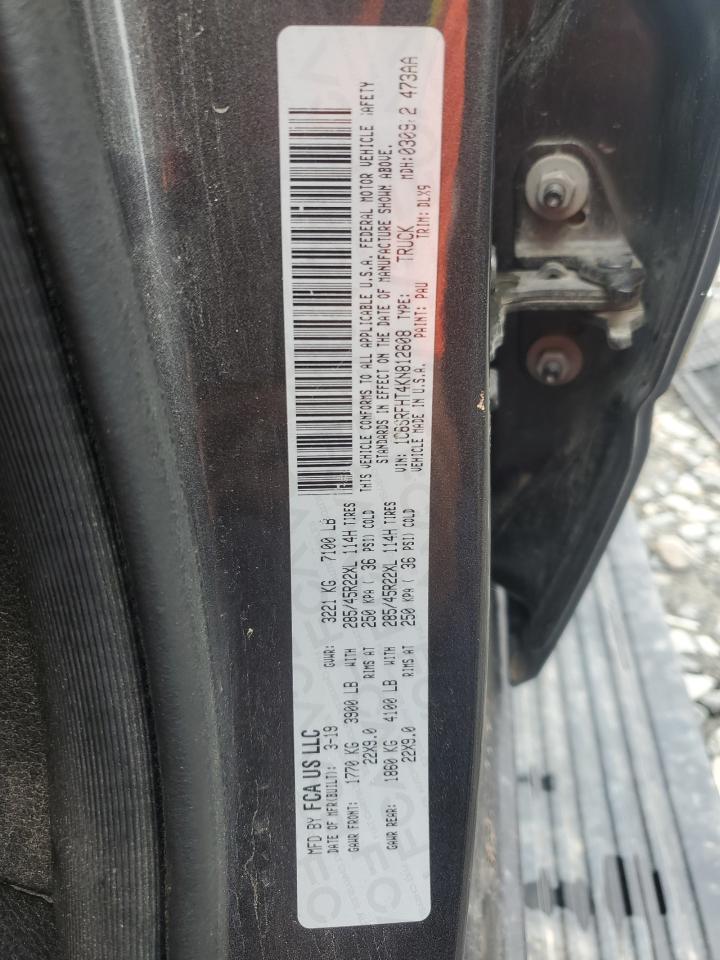 MFD BY FCA US LLC
DATE OF MFR(BUILT): 3-19 GVWR: 3221 KG 7100 LB
GAWR FRONT: 1770 KG 3900 LB WITH 285/45R22XL 114H TIRES
22X9.0 RIMS AT 250 KPA ( 36 PSI) COLD
GAWR REAR: 1860 KG 4100 LB WITH 285/45R22XL 114H TIRES
22X9.0 RIMS AT 250 KPA ( 36 PSI) COLD
THIS VEHICLE CONFORMS TO ALL APPLICABLE U.S.A. FEDERAL MOTOR VEHICLE SAFETY
STANDARDS IN EFFECT ON THE DATE OF MANUFACTURE SHOWN ABOVE.
VIN: 1C6SRFHT4KN812608 TYPE: TRUCK MDH: 2 473AA
VEHICLE MADE IN U.S.A. PAINT: PAU TRIM: DLX9